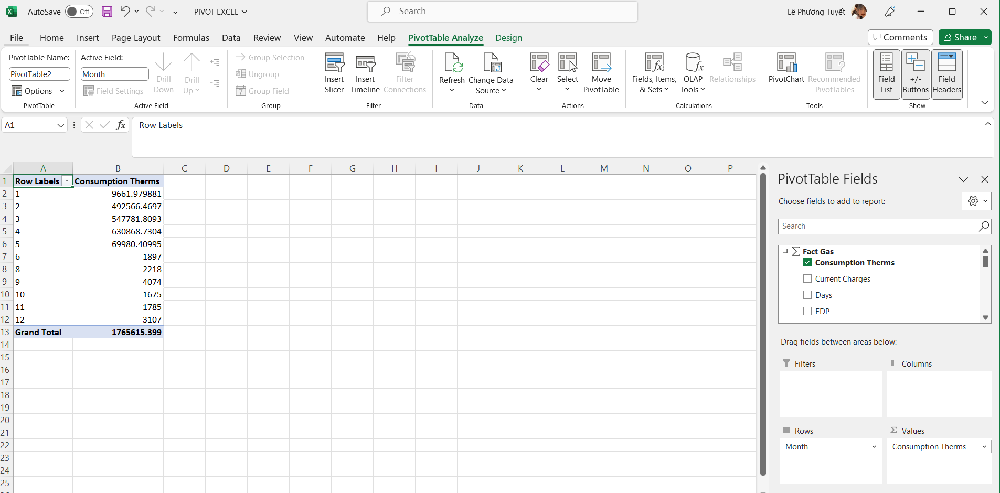 AutoSave Off PIVOT EXCEL Search Lê Phương Tuyết
File Home Insert Page Layout Formulas Data Review View Automate Help PivotTable Analyze Design Comments Share
PivotTable Name:
PivotTable2
Options
PivotTable
Active Field:
Month
Field Settings
Drill Down
Drill Up
Active Field
Group Selection
Ungroup
Group Field
Group
Insert Slicer
Insert Timeline
Filter Connections
Filter
Refresh
Change Data Source
Data
Clear
Select
Move PivotTable
Actions
Fields, Items, & Sets
OLAP Tools
Relationships
Calculations
PivotChart
Recommended PivotTables
Tools
Field List
+/- Buttons
Field Headers
Show
A1 fx Row Labels
A B C D E F G H I J K L M N O P
1 Row Labels Consumption Therms
2 1 9661.979881
3 2 492566.4697
4 3 547781.8093
5 4 630868.7304
6 5 69980.40995
7 6 1897
8 8 2218
9 9 4074
10 10 1675
11 11 1785
12 12 3107
13 Grand Total 1765615.399
14
15
16
17
18
19
20
21
22
23
24
25
PivotTable Fields
Choose fields to add to report:
Search
Fact Gas
Consumption Therms
Current Charges
Days
EDP
Drag fields between areas below:
Filters
Columns
Rows
Month
Values
Consumption Therms